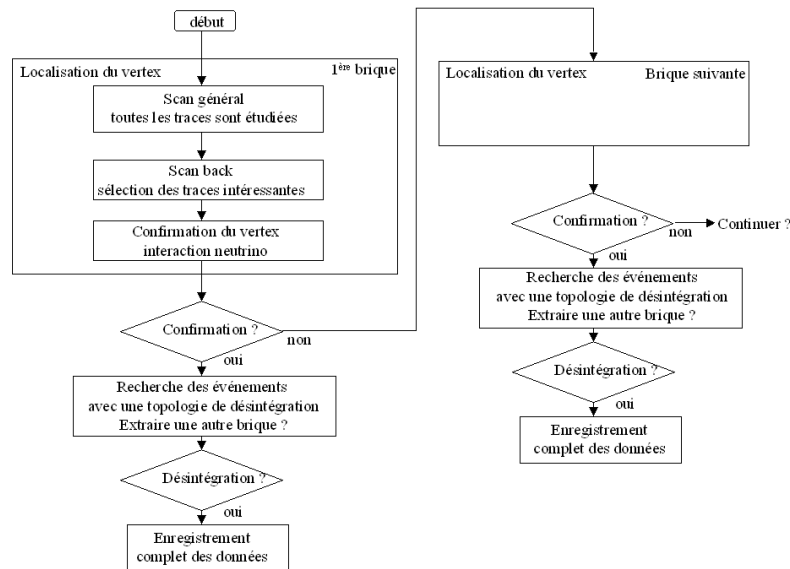 début
Localisation du vertex
1ère brique
Scan général
toutes les traces sont étudiées
Scan back
sélection des traces intéressantes
Confirmation du vertex
interaction neutrino
Confirmation ?
non
oui
Recherche des événements
avec une topologie de désintégration
Extraire une autre brique ?
Désintégration ?
oui
Enregistrement
complet des données
Localisation du vertex
Brique suivante
Confirmation ?
non
Continuer ?
oui
Recherche des événements
avec une topologie de désintégration
Extraire une autre brique ?
Désintégration ?
oui
Enregistrement
complet des données